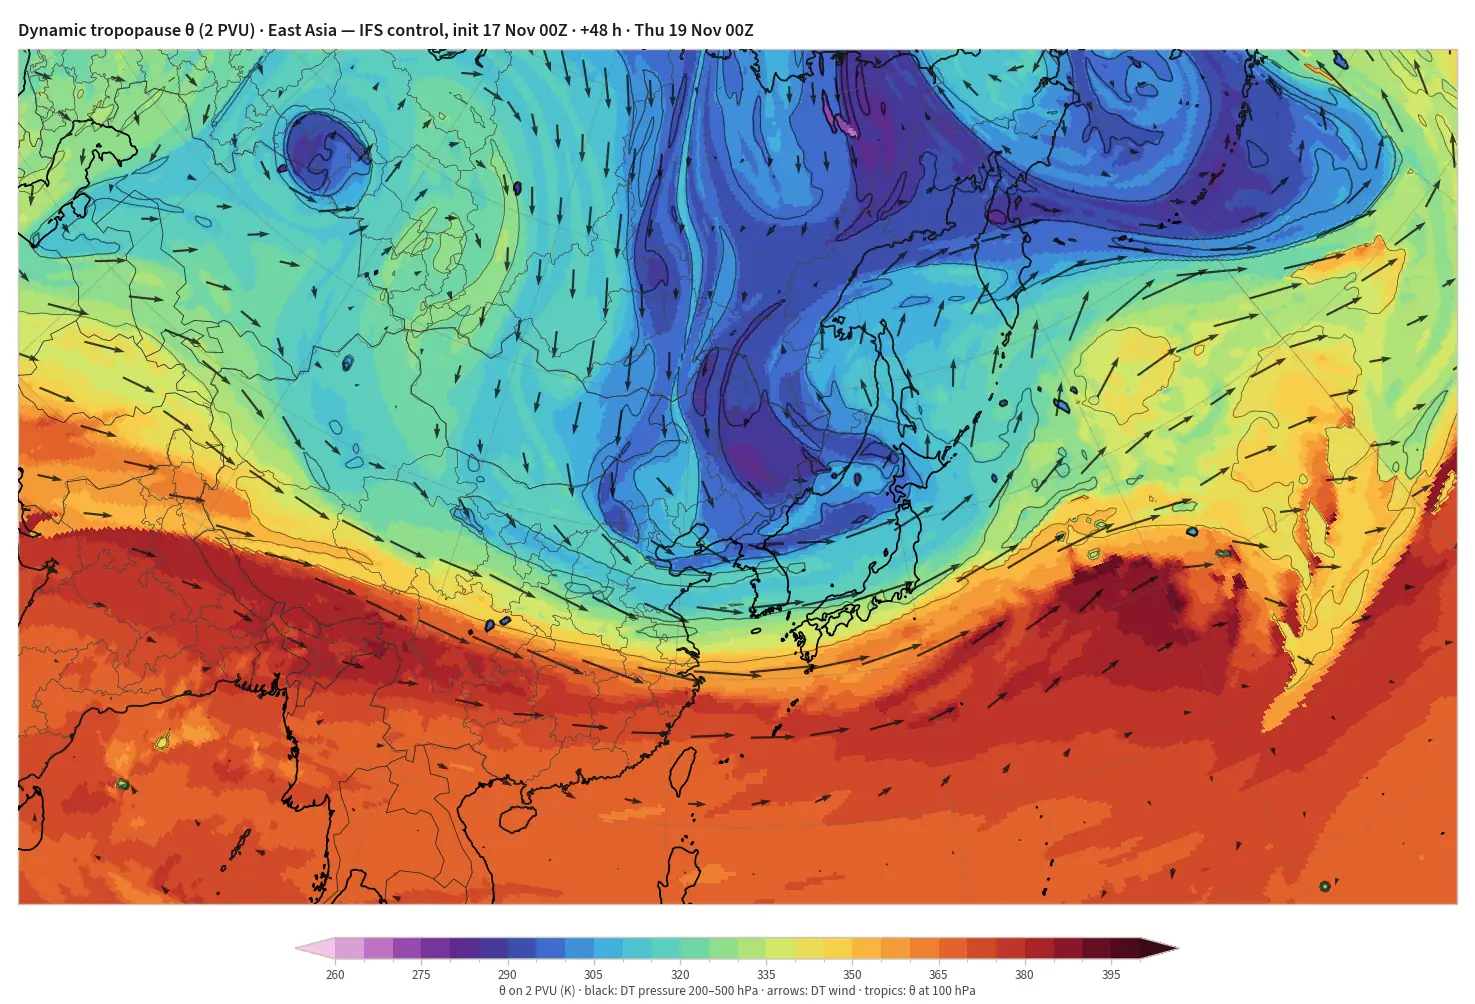 Dynamic tropopause θ (2 PVU) · East Asia — IFS control, init 17 Nov 00Z · +48 h · Thu 19 Nov 00Z
260 275 290 305 320 335 350 365 380 395
θ on 2 PVU (K) · black: DT pressure 200–500 hPa · arrows: DT wind · tropics: θ at 100 hPa